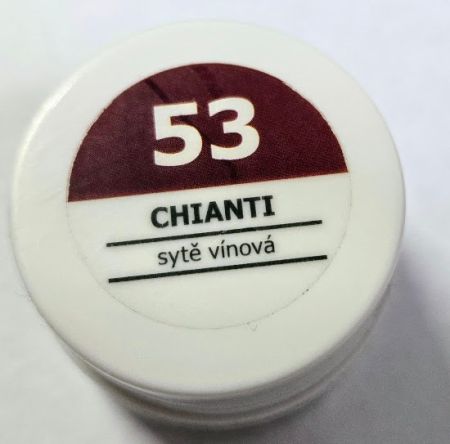 53
CHIANTI
sytě vínová